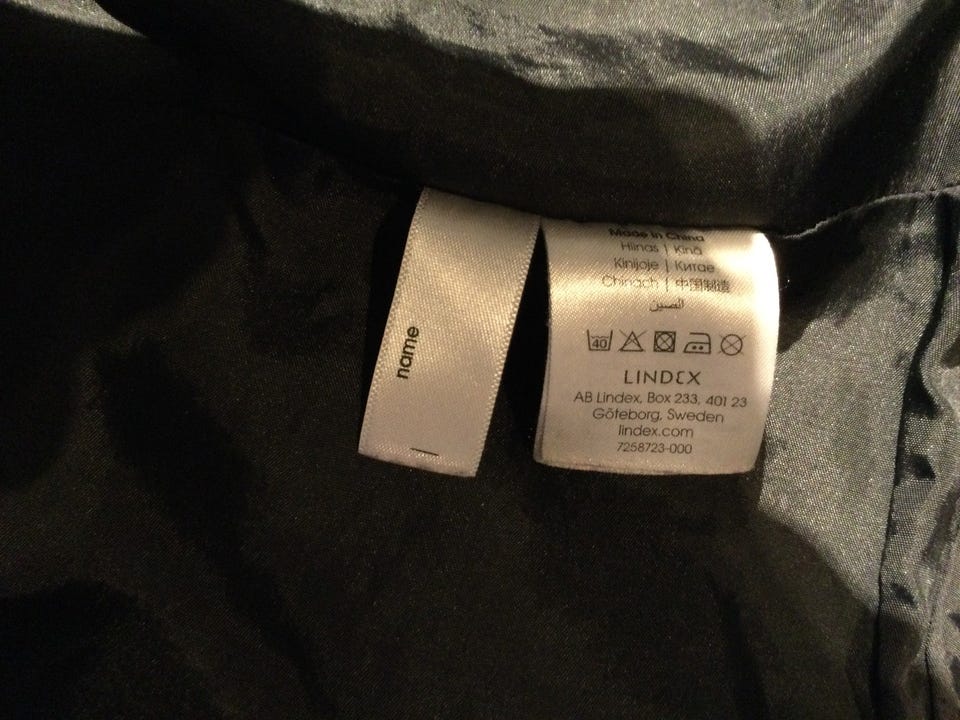 name
Made in China
Hiinas | Kina
Kinijoje | Китае
Chinach | 中国制造
الصين
40
LINDEX
AB Lindex, Box 233, 401 23
Göteborg, Sweden
lindex.com
7258723-000